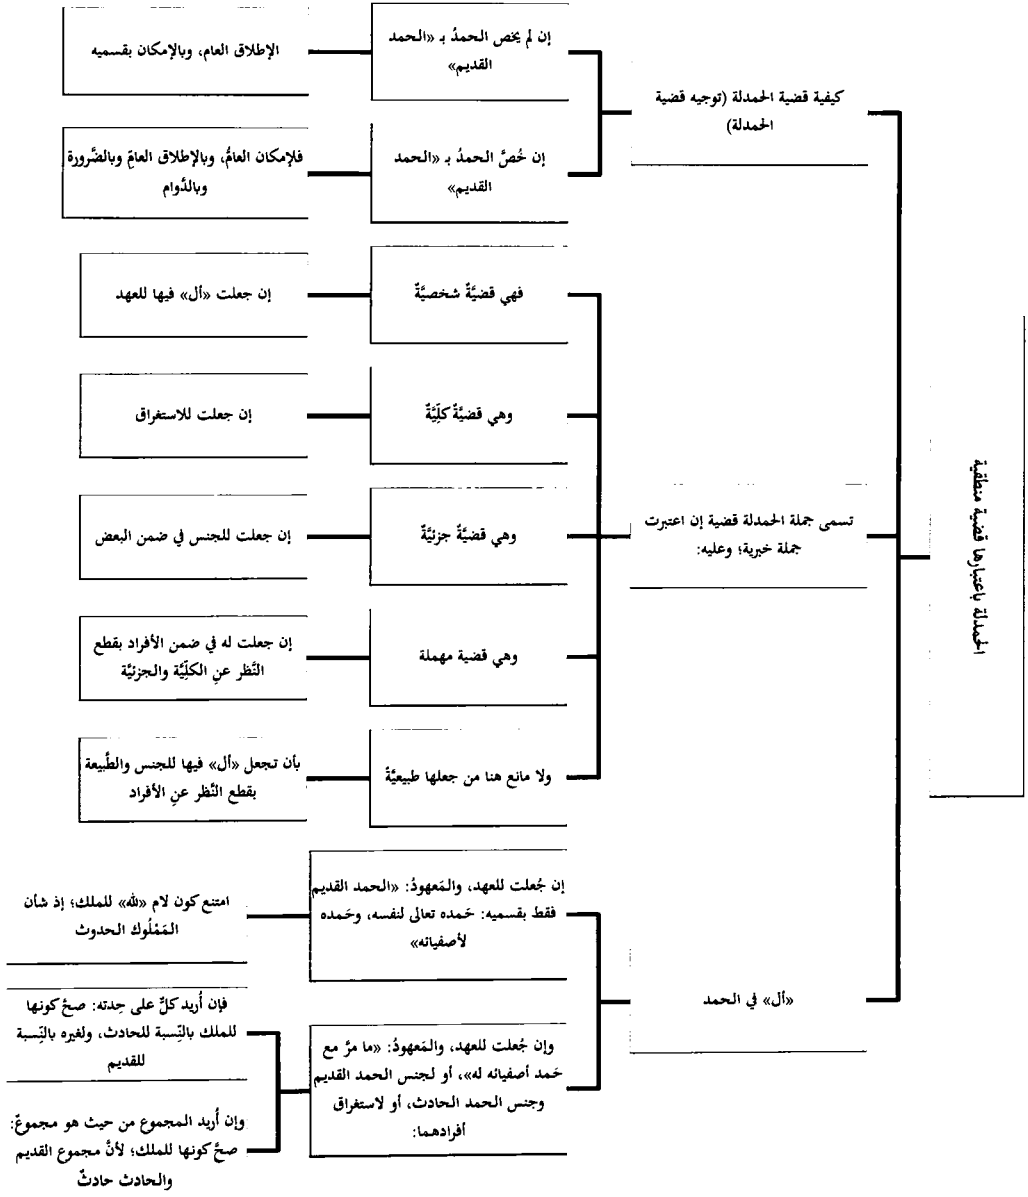 الحمدلة باعتبارها قضية منطقية
كيفية قضية الحمدلة (توجيه قضية
الحمدلة)
إن لم يخص الحمدُ بـ «الحمد
القديم»
الإطلاق العام، وبالإمكان بقسميه
إن خُصَّ الحمدُ بـ «الحمد
القديم»
فلإمكان العامُّ، وبالإطلاق العامِّ وبالضَّرورة
وبالدَّوام
تسمى جملة الحمدلة قضية إن اعتبرت
جملة خبرية؛ وعليه:
فهي قضيَّةٌ شخصيَّةٌ
إن جعلت «أل» فيها للعهد
وهي قضيَّةٌ كلِّيَّةٌ
إن جعلت للاستغراق
وهي قضيَّةٌ جزئيَّةٌ
إن جعلت للجنس في ضمن البعض
وهي قضية مهملة
إن جعلت له في ضمن الأفراد بقطع
النَّظر عنِ الكلِّيَّة والجزئيَّة
ولا مانع هنا من جعلها طبيعيَّةً
بأن تجعل «أل» فيها للجنس والطَّبيعة
بقطع النَّظر عنِ الأفراد
«أل» في الحمد
إن جُعلت للعهد، والمَعهودُ: «الحمد القديم
فقط بقسميه: حَمده تعالى لنفسه، وحَمده
لأصفيائه»
امتنع كون لام «لله» للملك؛ إذ شأن
المَمْلُوك الحدوث
وإن جُعلت للعهد، والمَعهودُ: «ما مرَّ مع
حَمد أصفيائه له»، أو لجنس الحمد القديم
وجنس الحمد الحادث، أو لاستغراق
أفرادهما:
فإن أُريد كلٌّ على حِدته: صحَّ كونها
للملك بالنِّسبة للحادث، ولغيره بالنِّسبة
للقديم
وإن أُريد المجموع من حيث هو مجموعٌ:
صحَّ كونها للملك؛ لأنَّ مجموع القديم
والحادث حادثٌ